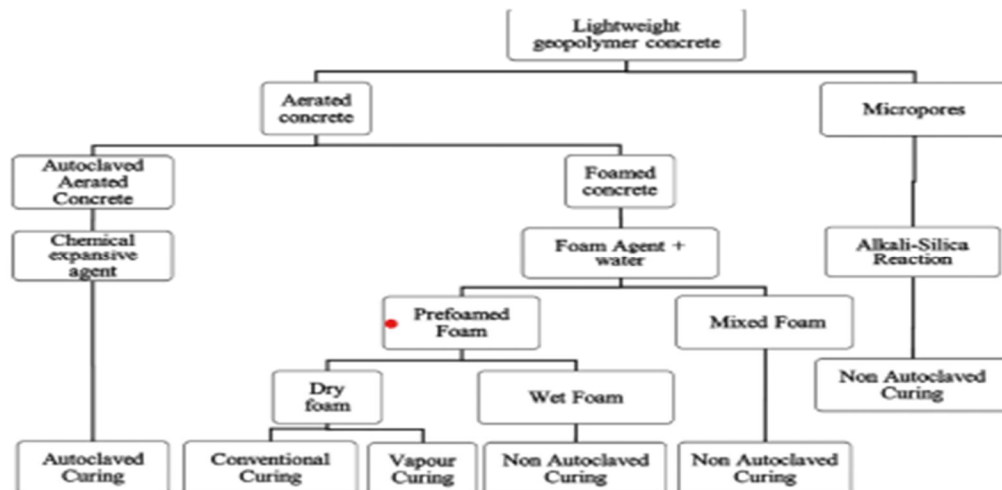 Lightweight
geopolymer concrete
Aerated
concrete
Micropores
Autoclaved
Aerated
Concrete
Foamed
concrete
Chemical
expansive
agent
Foam Agent +
water
Alkali-Silica
Reaction
Prefoamed
Foam
Mixed Foam
Dry
foam
Wet Foam
Non Autoclaved
Curing
Autoclaved
Curing
Conventional
Curing
Vapour
Curing
Non Autoclaved
Curing
Non Autoclaved
Curing